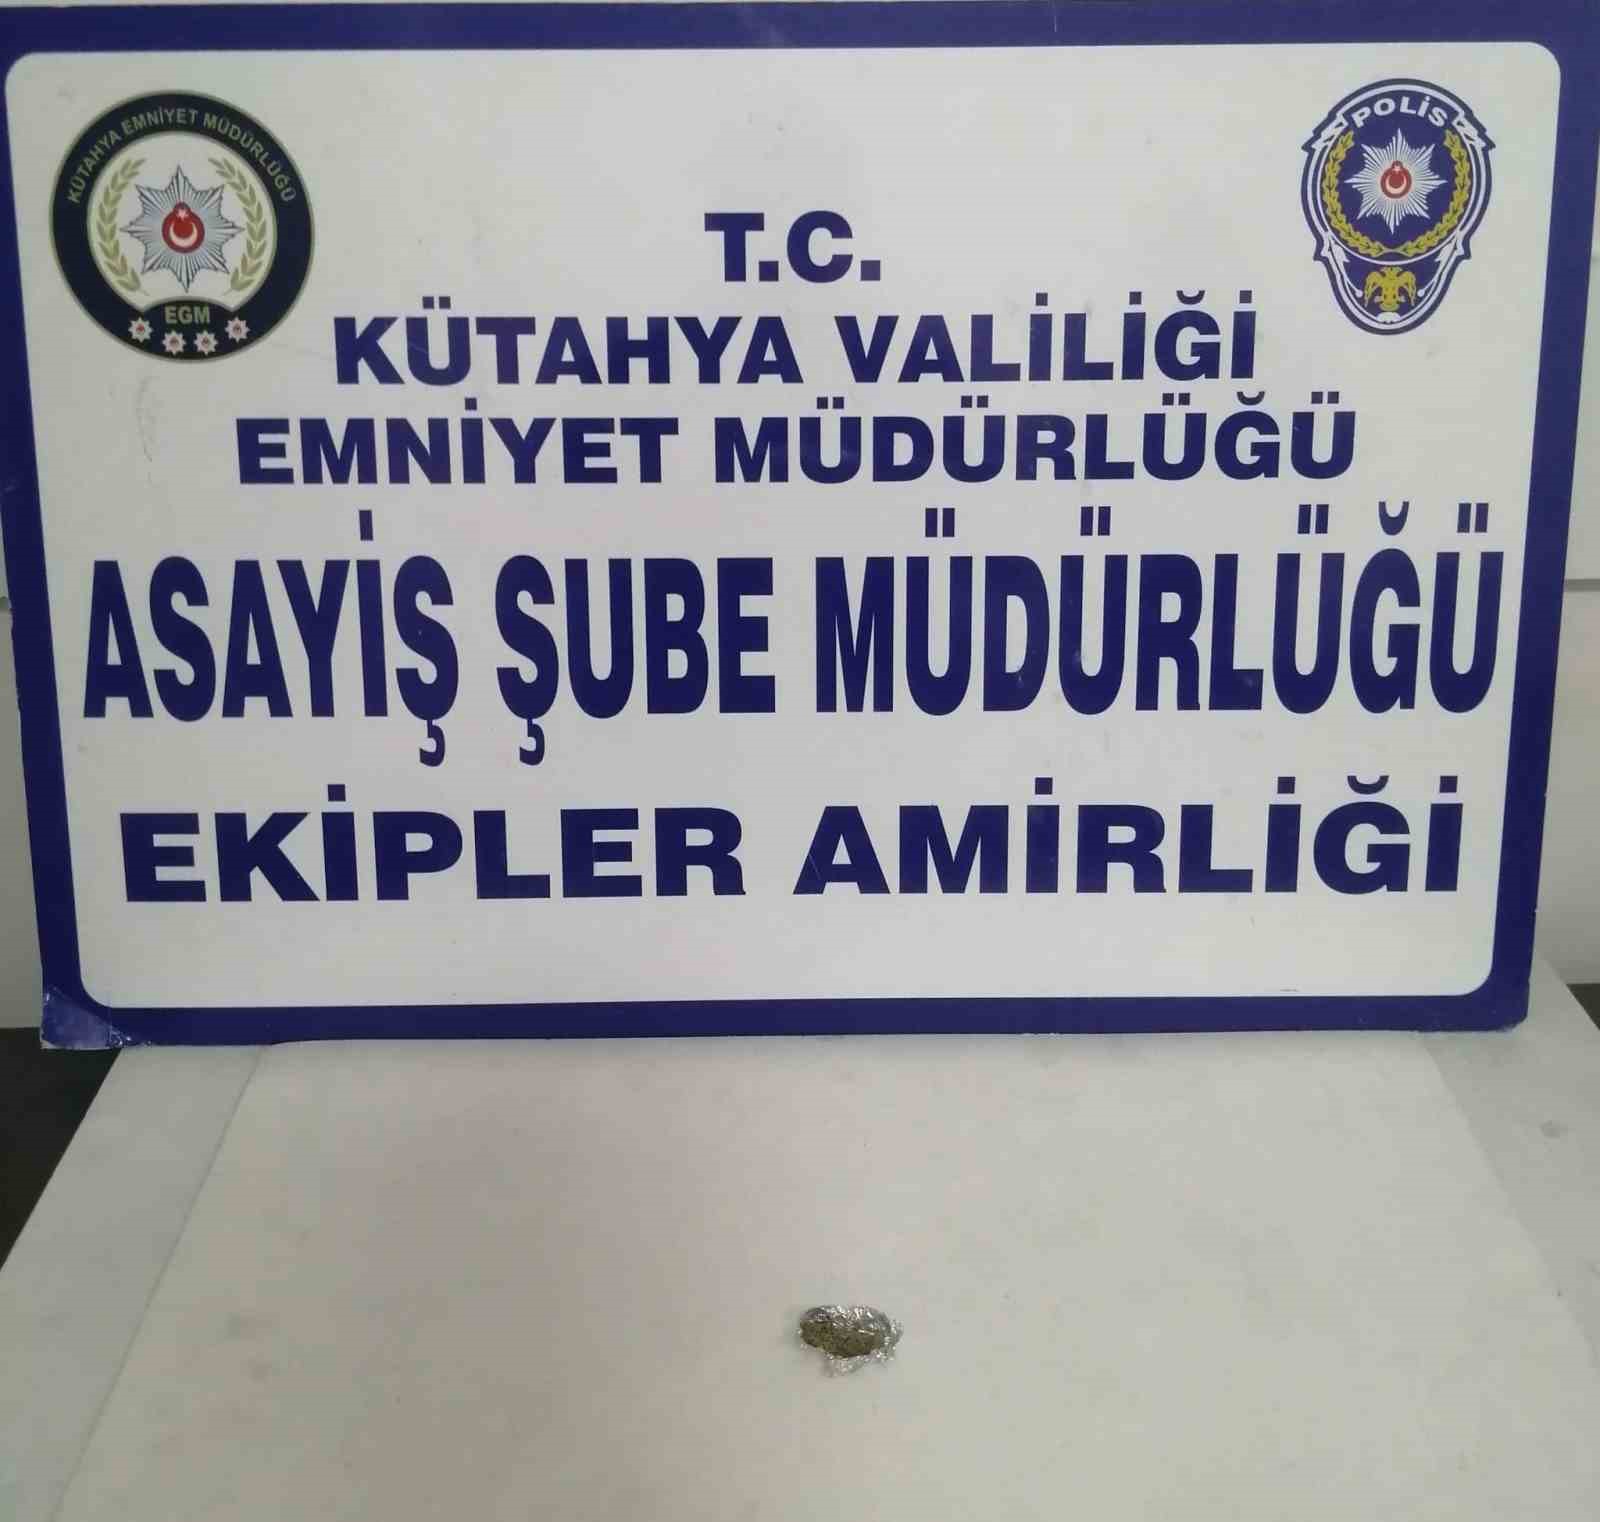 KÜTAHYA EMNİYET MÜDÜRLÜĞÜ
EGM
POLİS
T.C.
KÜTAHYA VALİLİĞİ
EMNİYET MÜDÜRLÜĞÜ
ASAYİŞ ŞUBE MÜDÜRLÜĞÜ
EKİPLER AMİRLİĞİ